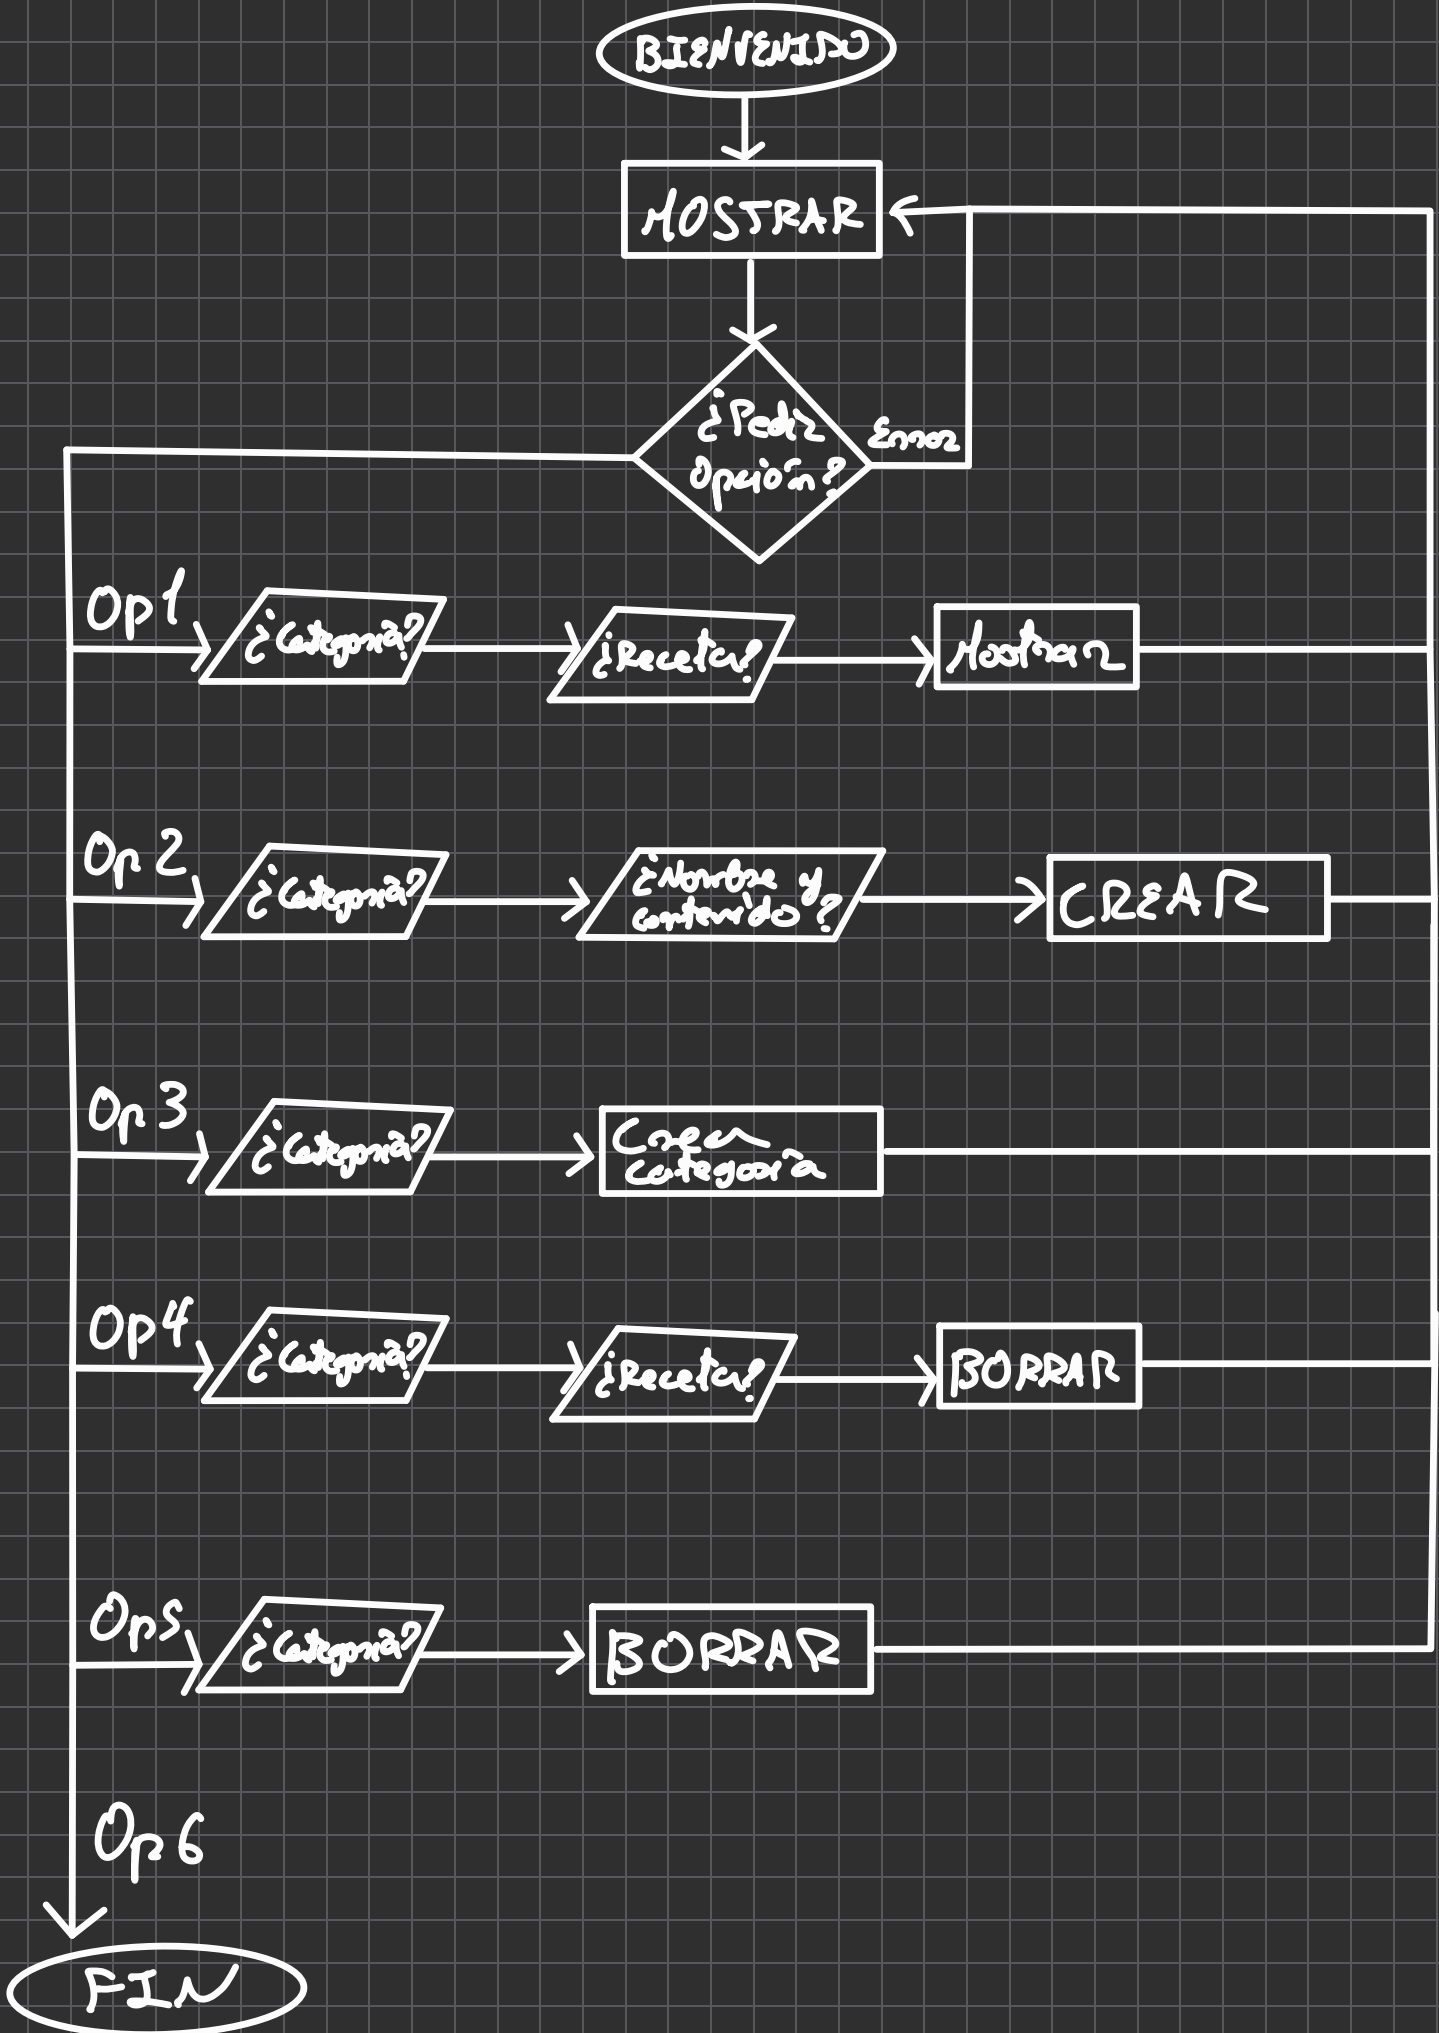 BIENVENIDO
MOSTRAR
¿Pedir
Opción?
Error
Op1
¿Categoría?
¿Receta?
Mostrar
Op2
¿Categoría?
¿Nombre y
contenido?
CREAR
Op3
¿Categoría?
Crear
categoría
Op4
¿Categoría?
¿Receta?
BORRAR
Op5
¿Categoría?
BORRAR
Op6
FIN